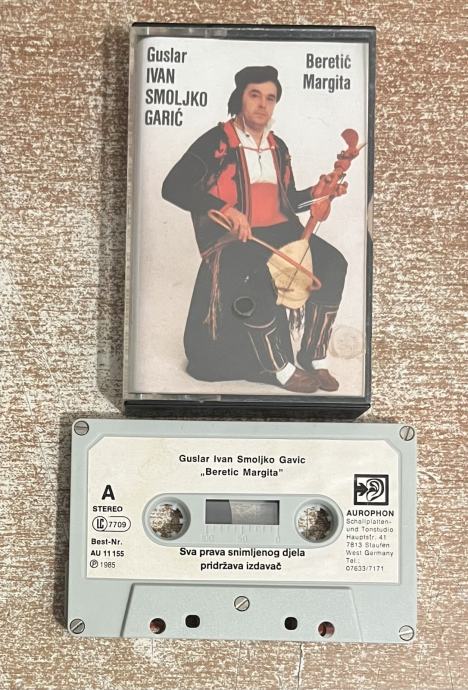 Guslar
IVAN
SMOLJKO
GARIĆ
Beretić
Margita
Guslar Ivan Smoljko Gavic
„Beretic Margita"
A
STEREO
LC 7709
Best-Nr.
AU 11 155
℗ 1985
Sva prava snimljenog djela
pridržava izdavač
AUROPHON
Schallplatten-
und Tonstudio
Hauptstr. 41
7813 Staufen
West Germany
Tel.:
07633/7171